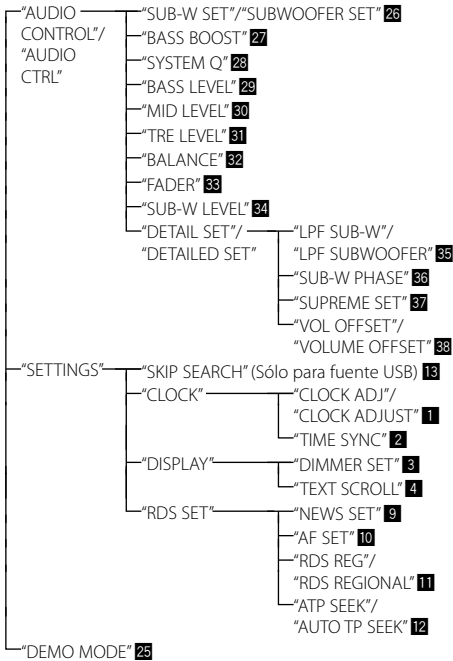 “AUDIO CONTROL”/ “AUDIO CTRL”
“SUB-W SET”/“SUBWOOFER SET” 26
“BASS BOOST” 27
“SYSTEM Q” 28
“BASS LEVEL” 29
“MID LEVEL” 30
“TRE LEVEL” 31
“BALANCE” 32
“FADER” 33
“SUB-W LEVEL” 34
“DETAIL SET”/
“DETAILED SET”
“LPF SUB-W”/
“LPF SUBWOOFER” 35
“SUB-W PHASE” 36
“SUPREME SET” 37
“VOL OFFSET”/
“VOLUME OFFSET” 38
“SETTINGS”
“SKIP SEARCH” (Sólo para fuente USB) 13
“CLOCK”
“CLOCK ADJ”/
“CLOCK ADJUST” 1
“TIME SYNC” 2
“DISPLAY”
“DIMMER SET” 3
“TEXT SCROLL” 4
“RDS SET”
“NEWS SET” 9
“AF SET” 10
“RDS REG”/
“RDS REGIONAL” 11
“ATP SEEK”/
“AUTO TP SEEK” 12
“DEMO MODE” 25